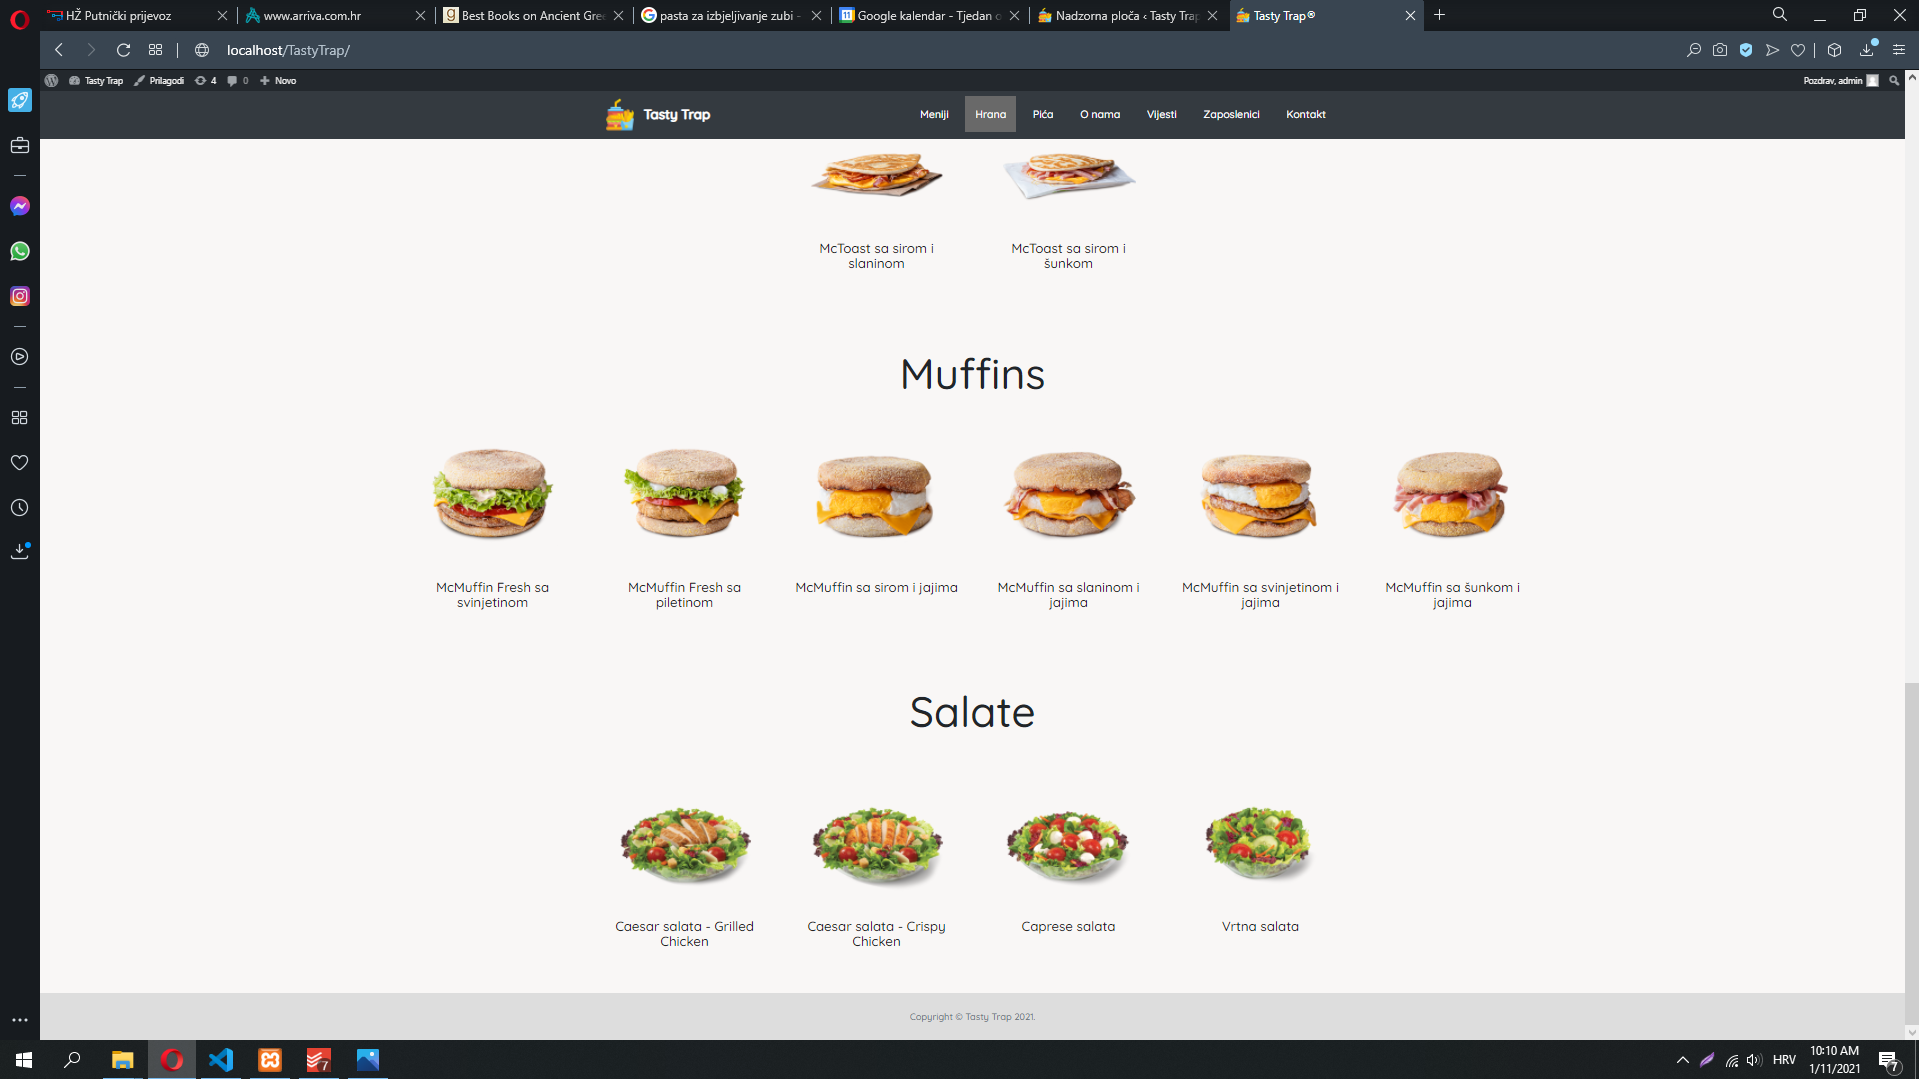 HŽ Putnički prijevoz
www.arriva.com.hr
Best Books on Ancient Gre
pasta za izbjeljivanje zubi -
Google kalendar - Tjedan o
Nadzorna ploča ‹ Tasty Trap
Tasty Trap®
localhost/TastyTrap/
Tasty Trap
Prilagodi
4
0
Novo
Pozdrav, admin
Tasty Trap
Meniji
Hrana
Pića
O nama
Vijesti
Zaposlenici
Kontakt
McToast sa sirom i
slaninom
McToast sa sirom i
šunkom
Muffins
McMuffin Fresh sa
svinjetinom
McMuffin Fresh sa
piletinom
McMuffin sa sirom i jajima
McMuffin sa slaninom i
jajima
McMuffin sa svinjetinom i
jajima
McMuffin sa šunkom i
jajima
Salate
Caesar salata - Grilled
Chicken
Caesar salata - Crispy
Chicken
Caprese salata
Vrtna salata
Copyright © Tasty Trap 2021.
7
HRV
10:10 AM
1/11/2021
7